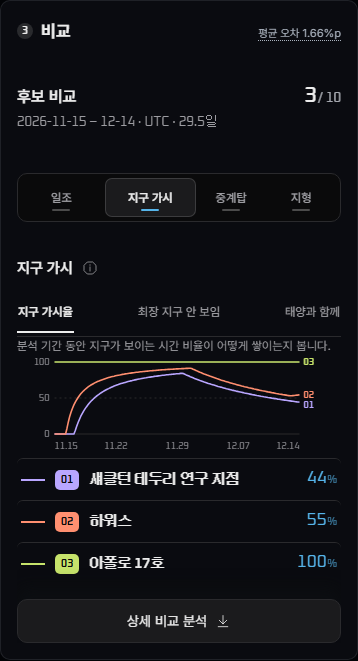 3 비교
평균 오차 1.66%p
후보 비교
3 / 10
2026-11-15 – 12-14 · UTC · 29.5일
일조 지구 가시 중계탑 지형
지구 가시
지구 가시율 최장 지구 안 보임 태양과 함께
분석 기간 동안 지구가 보이는 시간 비율이 어떻게 쌓이는지 봅니다.
100
50
0
03
02
01
11.15 11.22 11.29 12.07 12.14
01 섀클턴 테두리 연구 지점 44%
02 하워스 55%
03 아폴로 17호 100%
상세 비교 분석